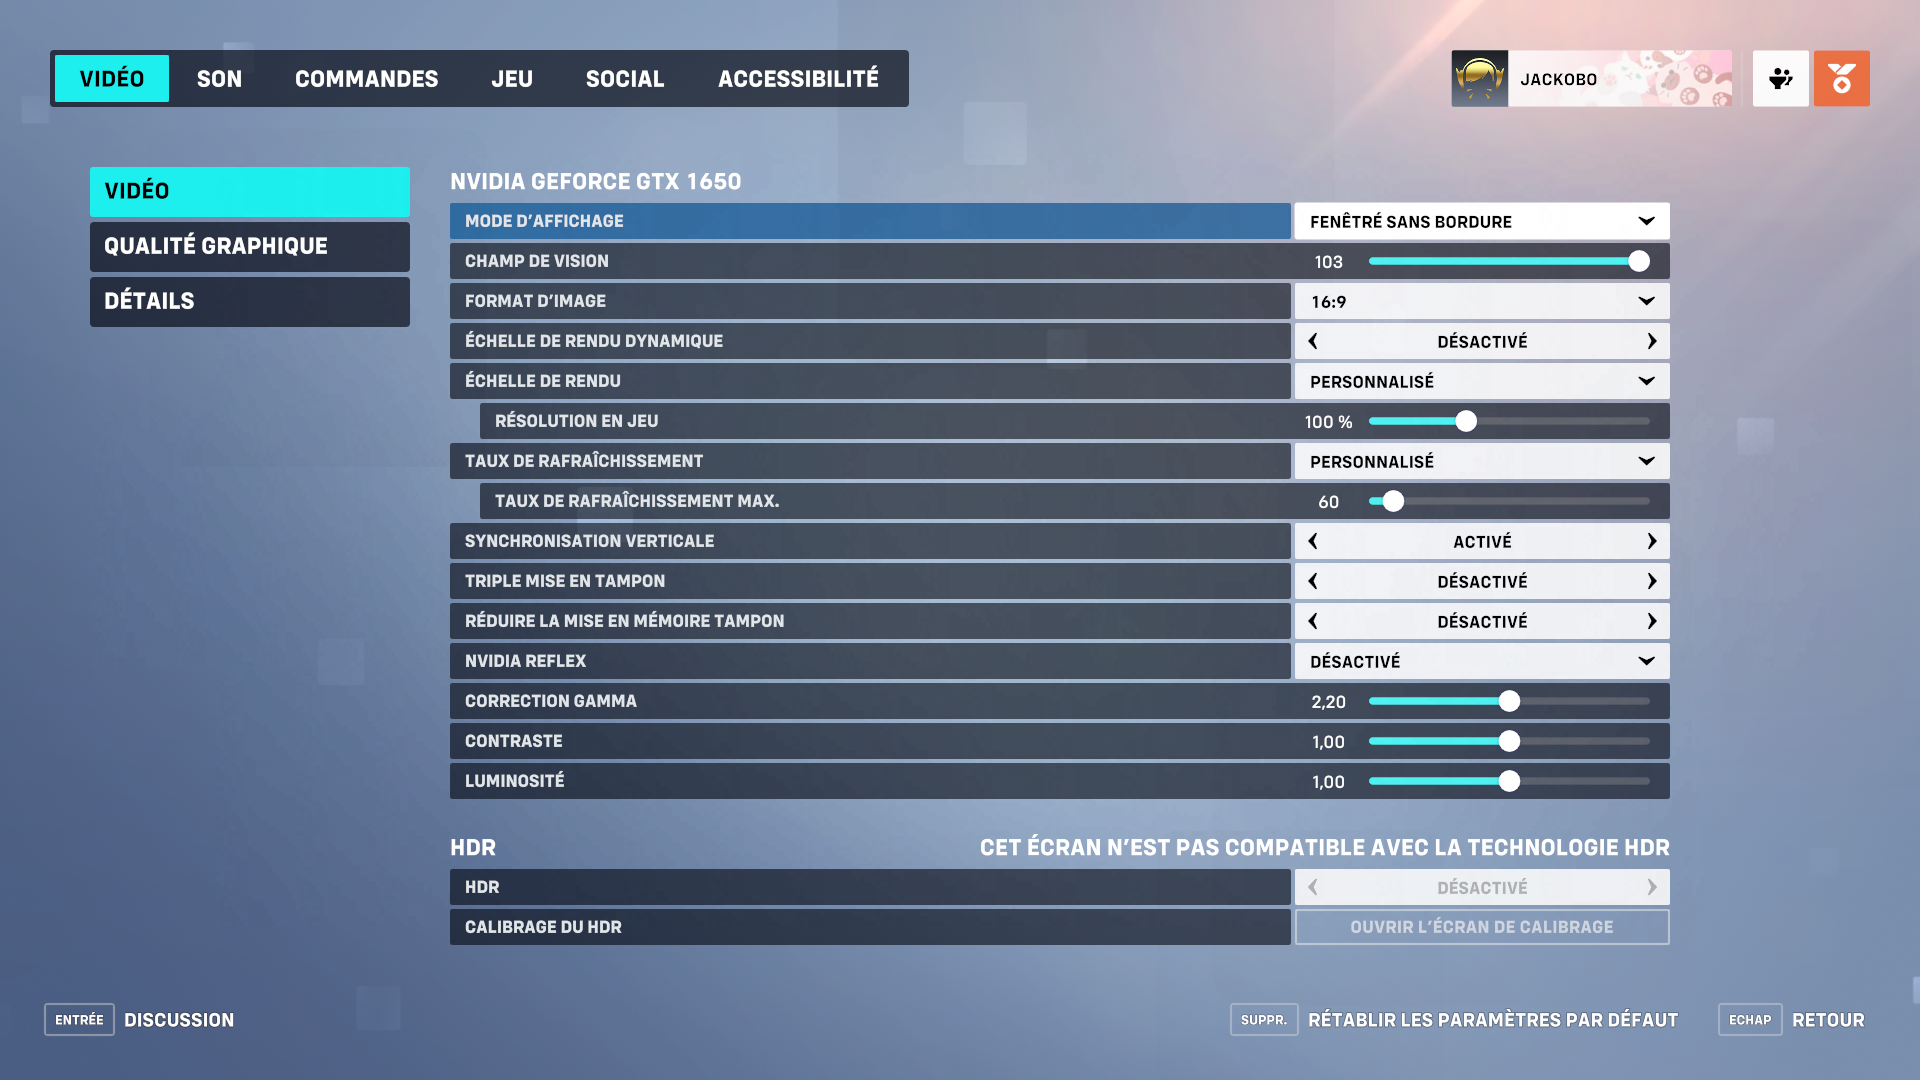 VIDÉO
SON
COMMANDES
JEU
SOCIAL
ACCESSIBILITÉ
JACKOBO
VIDÉO
QUALITÉ GRAPHIQUE
DÉTAILS
NVIDIA GEFORCE GTX 1650
MODE D'AFFICHAGE
FENÊTRÉ SANS BORDURE
CHAMP DE VISION
103
FORMAT D'IMAGE
16:9
ÉCHELLE DE RENDU DYNAMIQUE
DÉSACTIVÉ
ÉCHELLE DE RENDU
PERSONNALISÉ
RÉSOLUTION EN JEU
100 %
TAUX DE RAFRAÎCHISSEMENT
PERSONNALISÉ
TAUX DE RAFRAÎCHISSEMENT MAX.
60
SYNCHRONISATION VERTICALE
ACTIVÉ
TRIPLE MISE EN TAMPON
DÉSACTIVÉ
RÉDUIRE LA MISE EN MÉMOIRE TAMPON
DÉSACTIVÉ
NVIDIA REFLEX
DÉSACTIVÉ
CORRECTION GAMMA
2,20
CONTRASTE
1,00
LUMINOSITÉ
1,00
HDR
CET ÉCRAN N'EST PAS COMPATIBLE AVEC LA TECHNOLOGIE HDR
HDR
DÉSACTIVÉ
CALIBRAGE DU HDR
OUVRIR L'ÉCRAN DE CALIBRAGE
ENTRÉE
DISCUSSION
SUPPR.
RÉTABLIR LES PARAMÈTRES PAR DÉFAUT
ECHAP
RETOUR